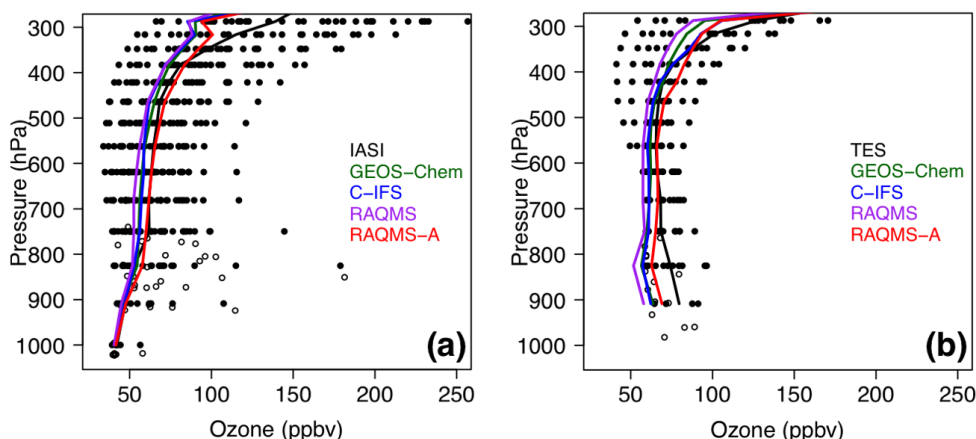 300
400
500
600
700
800
900
1000
Pressure (hPa)
IASI
GEOS−Chem
C−IFS
RAQMS
RAQMS−A
(a)
50
100
150
200
250
Ozone (ppbv)
300
400
500
600
700
800
900
1000
Pressure (hPa)
TES
GEOS−Chem
C−IFS
RAQMS
RAQMS−A
(b)
50
100
150
200
250
Ozone (ppbv)